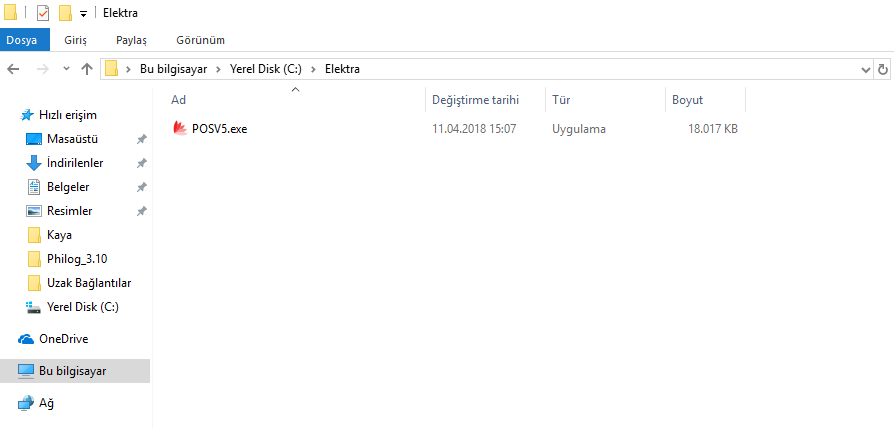 Elektra
Dosya Giriş Paylaş Görünüm
Bu bilgisayar Yerel Disk (C:) Elektra
Ad Değiştirme tarihi Tür Boyut
POSV5.exe 11.04.2018 15:07 Uygulama 18.017 KB
Hızlı erişim
Masaüstü
İndirilenler
Belgeler
Resimler
Kaya
Philog_3.10
Uzak Bağlantılar
Yerel Disk (C:)
OneDrive
Bu bilgisayar
Ağ